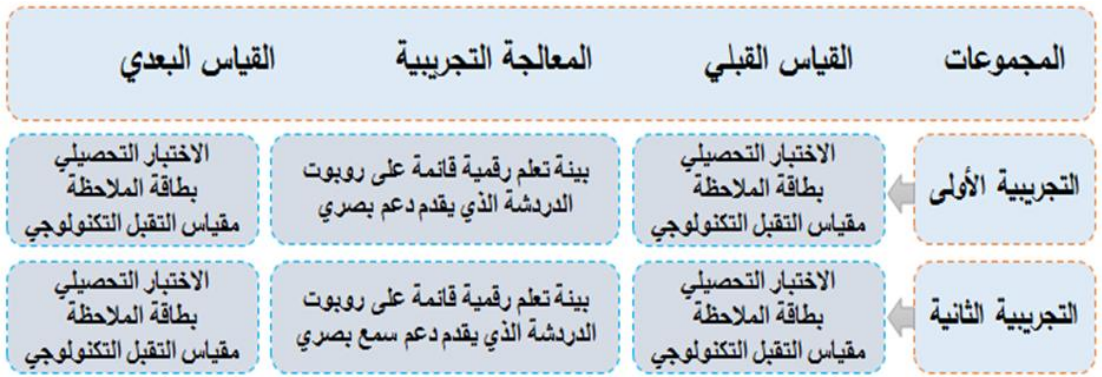 المجموعات القياس القبلي المعالجة التجريبية القياس البعدي
التجريبية الأولى
الاختبار التحصيلي
بطاقة الملاحظة
مقياس التقبل التكنولوجي
بيئة تعلم رقمية قائمة على روبوت
الدردشة الذي يقدم دعم بصري
الاختبار التحصيلي
بطاقة الملاحظة
مقياس التقبل التكنولوجي
التجريبية الثانية
الاختبار التحصيلي
بطاقة الملاحظة
مقياس التقبل التكنولوجي
بيئة تعلم رقمية قائمة على روبوت
الدردشة الذي يقدم دعم سمع بصري
الاختبار التحصيلي
بطاقة الملاحظة
مقياس التقبل التكنولوجي